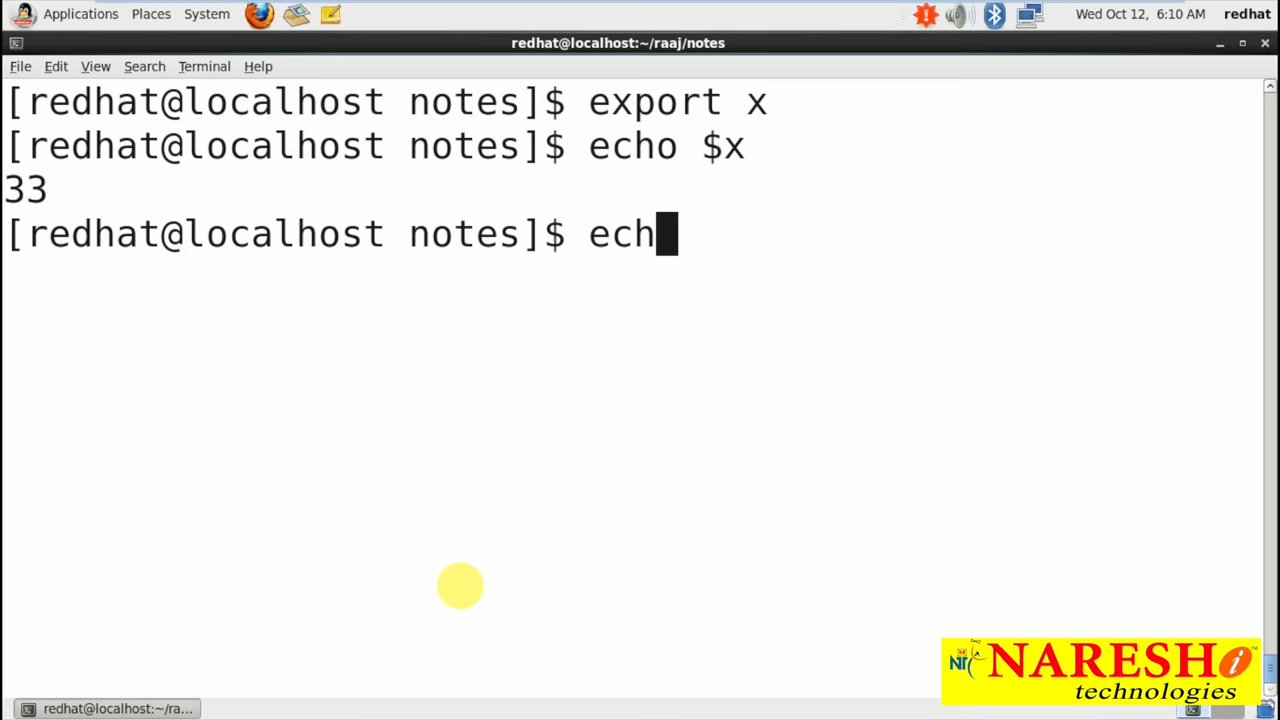 Applications Places System Wed Oct 12, 6:10 AM redhat
redhat@localhost:~/raaj/notes
File Edit View Search Terminal Help
[redhat@localhost notes]$ export x
[redhat@localhost notes]$ echo $x
33
[redhat@localhost notes]$ ech
NARESH i
technologies
redhat@localhost:~/ra...